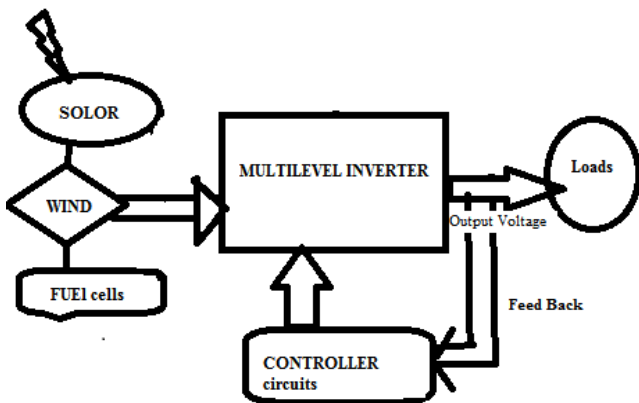 SOLOR
MULTILEVEL INVERTER
Loads
WIND
Output Voltage
FUEl cells
Feed Back
CONTROLLER
circuits